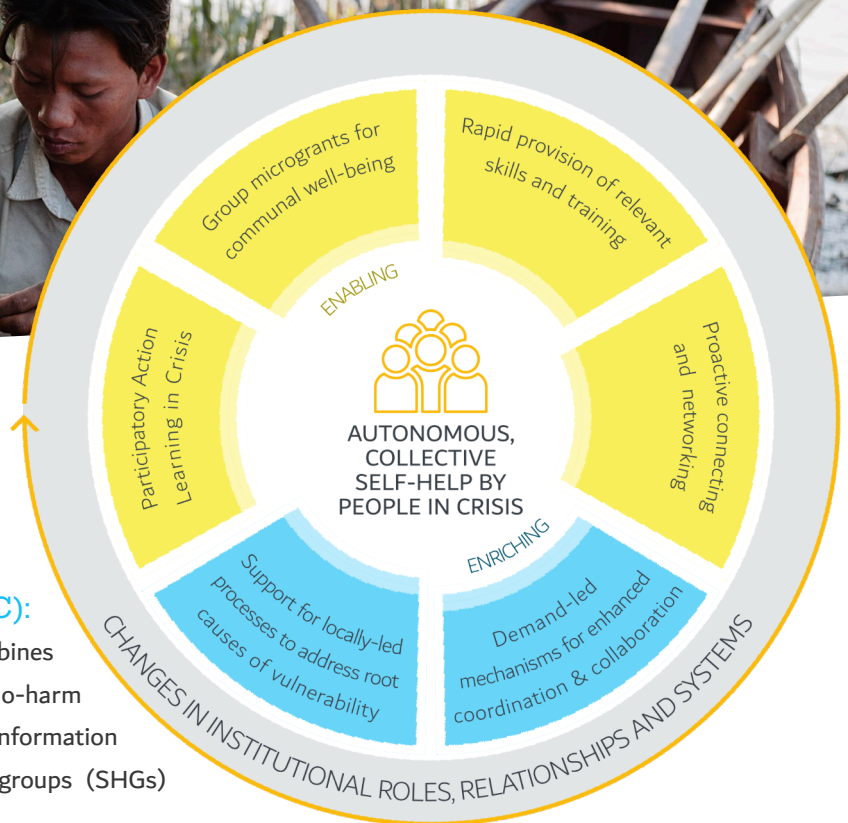 Group microgrants for
communal well-being
Rapid provision of relevant
skills and training
ENABLING
Participatory Action
Learning in Crisis
Proactive connecting
and networking
AUTONOMOUS,
COLLECTIVE
SELF-HELP BY
PEOPLE IN CRISIS
ENRICHING
Support for locally-led
processes to address root
causes of vulnerability
Demand-led
mechanisms for enhanced
coordination & collaboration
CHANGES IN INSTITUTIONAL ROLES, RELATIONSHIPS AND SYSTEMS
C):
bines
o-harm
nformation
groups (SHGs)